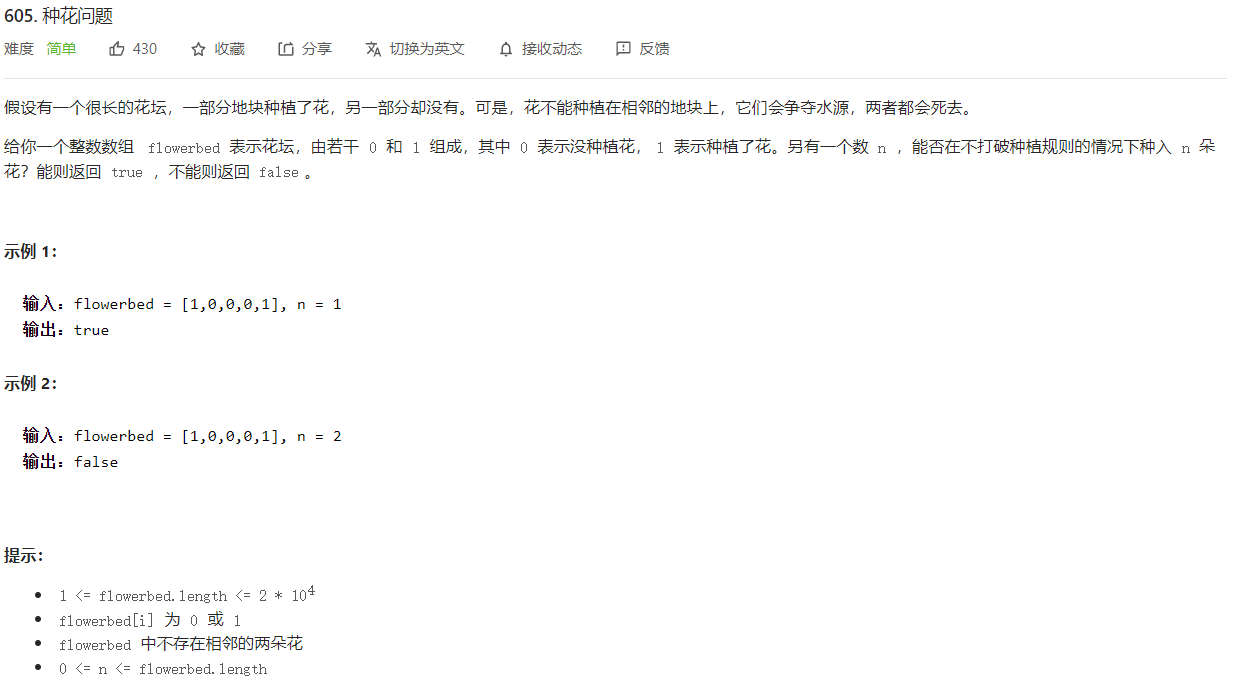 605. 种花问题
难度 简单 430 收藏 分享 切换为英文 接收动态 反馈
假设有一个很长的花坛，一部分地块种植了花，另一部分却没有。可是，花不能种植在相邻的地块上，它们会争夺水源，两者都会死去。
给你一个整数数组 flowerbed 表示花坛，由若干 0 和 1 组成，其中 0 表示没种植花， 1 表示种植了花。另有一个数 n ，能否在不打破种植规则的情况下种入 n 朵
花？能则返回 true ，不能则返回 false 。
示例 1：
输入：flowerbed = [1,0,0,0,1], n = 1
输出：true
示例 2：
输入：flowerbed = [1,0,0,0,1], n = 2
输出：false
提示：
• 1 <= flowerbed.length <= 2 * 10⁴
• flowerbed[i] 为 0 或 1
• flowerbed 中不存在相邻的两朵花
• 0 <= n <= flowerbed.length